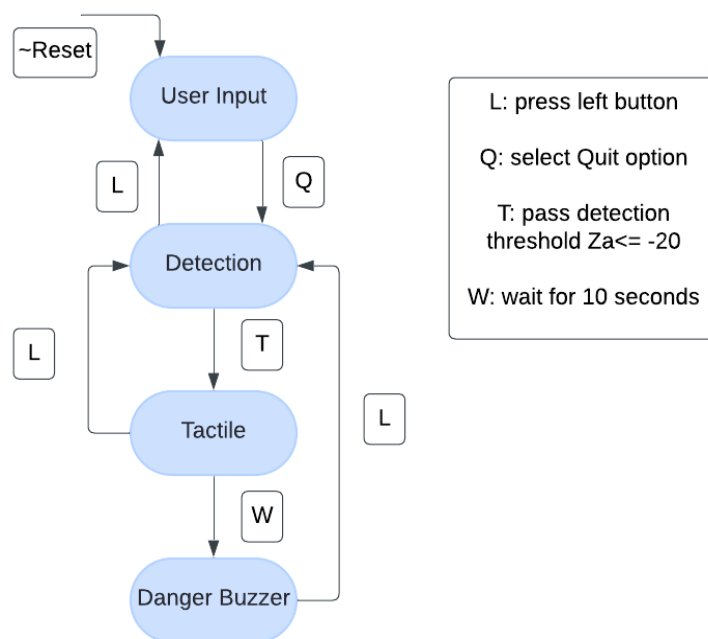 ~Reset
User Input
L
Q
Detection
L
T
Tactile
L
W
Danger Buzzer
L: press left button
Q: select Quit option
T: pass detection
threshold Za<= -20
W: wait for 10 seconds